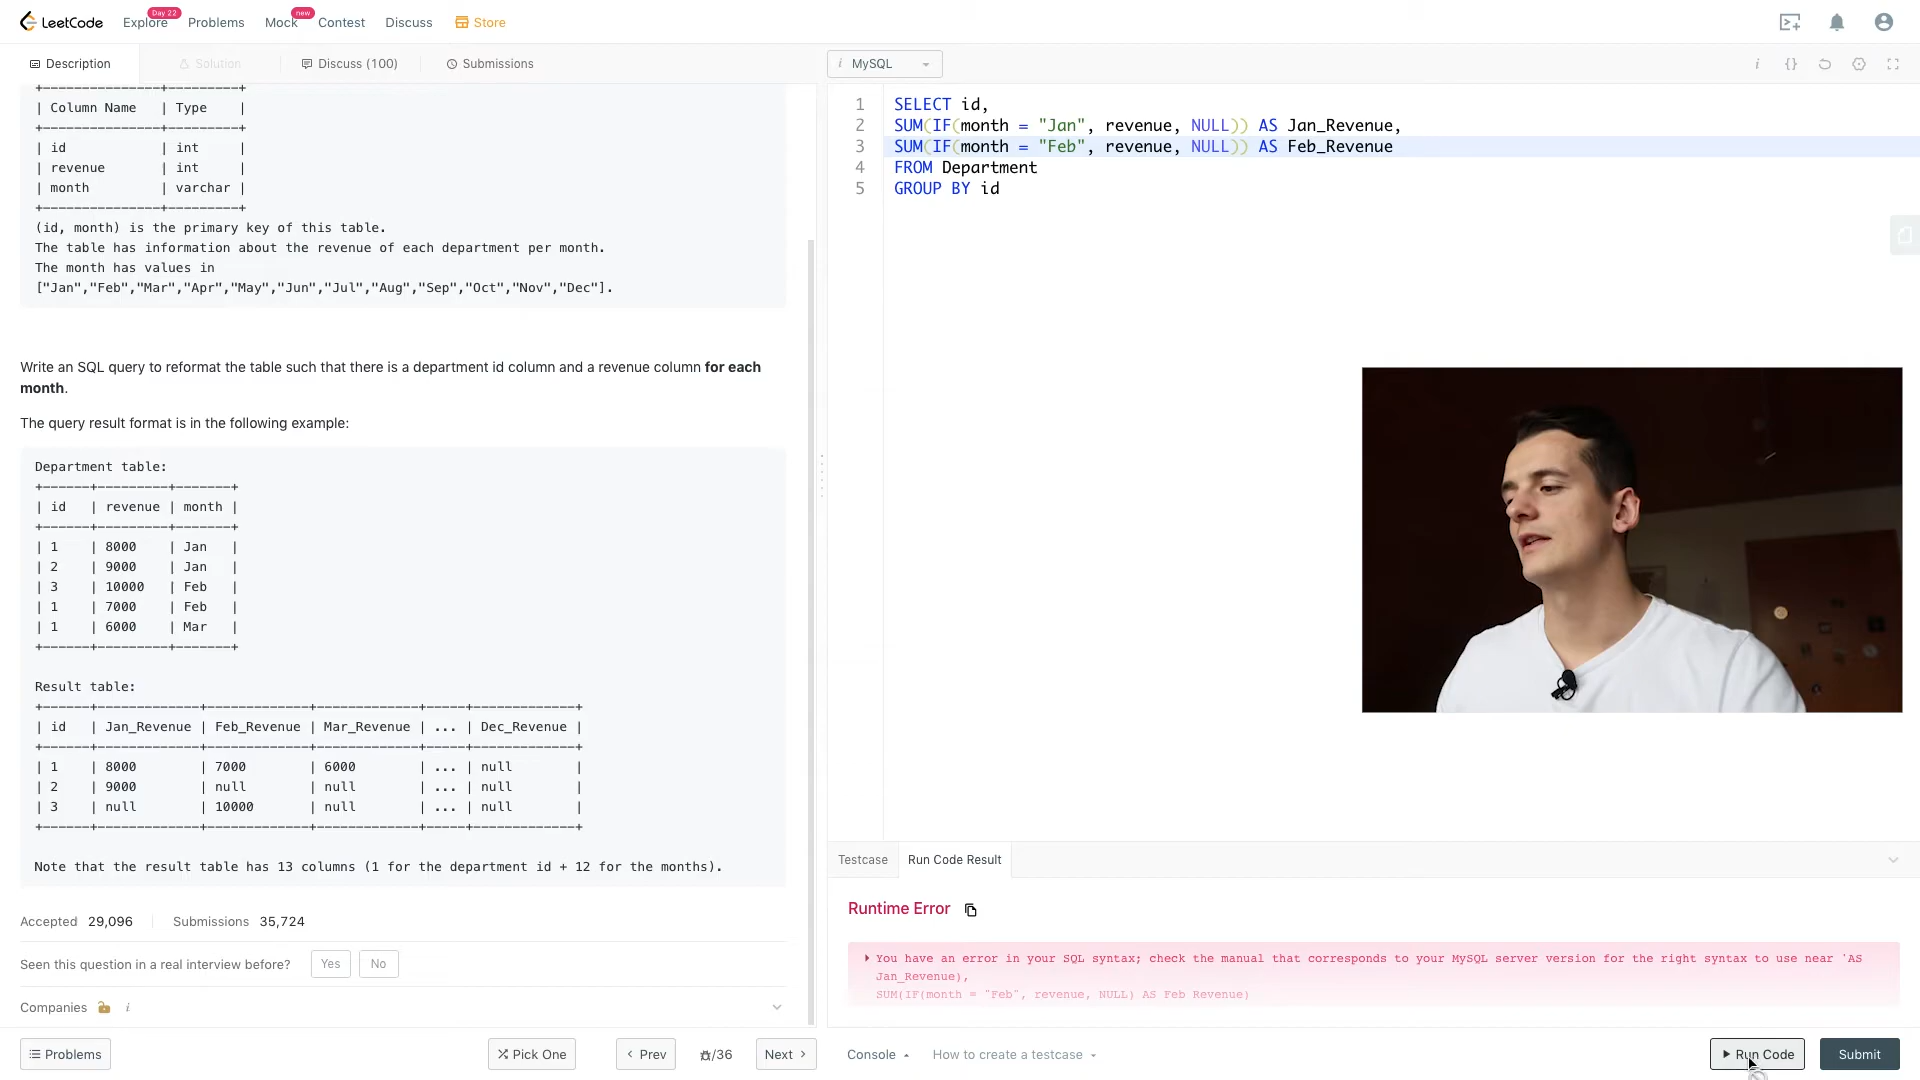 LeetCode
Explore
Day 22
Problems
Mock
new
Contest
Discuss
Store
Description
Solution
Discuss (100)
Submissions
+---------------+---------+
| Column Name   | Type    |
+---------------+---------+
| id            | int     |
| revenue       | int     |
| month         | varchar |
+---------------+---------+
(id, month) is the primary key of this table.
The table has information about the revenue of each department per month.
The month has values in
["Jan","Feb","Mar","Apr","May","Jun","Jul","Aug","Sep","Oct","Nov","Dec"].
Write an SQL query to reformat the table such that there is a department id column and a revenue column for each
month.
The query result format is in the following example:
Department table:
+------+---------+-------+
| id   | revenue | month |
+------+---------+-------+
| 1    | 8000    | Jan   |
| 2    | 9000    | Jan   |
| 3    | 10000   | Feb   |
| 1    | 7000    | Feb   |
| 1    | 6000    | Mar   |
+------+---------+-------+
Result table:
+------+-------------+-------------+-------------+-----+-------------+
| id   | Jan_Revenue | Feb_Revenue | Mar_Revenue | ... | Dec_Revenue |
+------+-------------+-------------+-------------+-----+-------------+
| 1    | 8000        | 7000        | 6000        | ... | null        |
| 2    | 9000        | null        | null        | ... | null        |
| 3    | null        | 10000       | null        | ... | null        |
+------+-------------+-------------+-------------+-----+-------------+
Note that the result table has 13 columns (1 for the department id + 12 for the months).
Accepted 29,096 Submissions 35,724
Seen this question in a real interview before? Yes No
Companies i
Problems
Pick One
Prev
/36
Next
i MySQL
i {}
1 SELECT id,
2 SUM(IF(month = "Jan", revenue, NULL)) AS Jan_Revenue,
3 SUM(IF(month = "Feb", revenue, NULL)) AS Feb_Revenue
4 FROM Department
5 GROUP BY id
Testcase
Run Code Result
Runtime Error
You have an error in your SQL syntax; check the manual that corresponds to your MySQL server version for the right syntax to use near 'AS
Jan_Revenue),
SUM(IF(month = "Feb", revenue, NULL) AS Feb_Revenue)
Console
How to create a testcase
Run Code
Submit